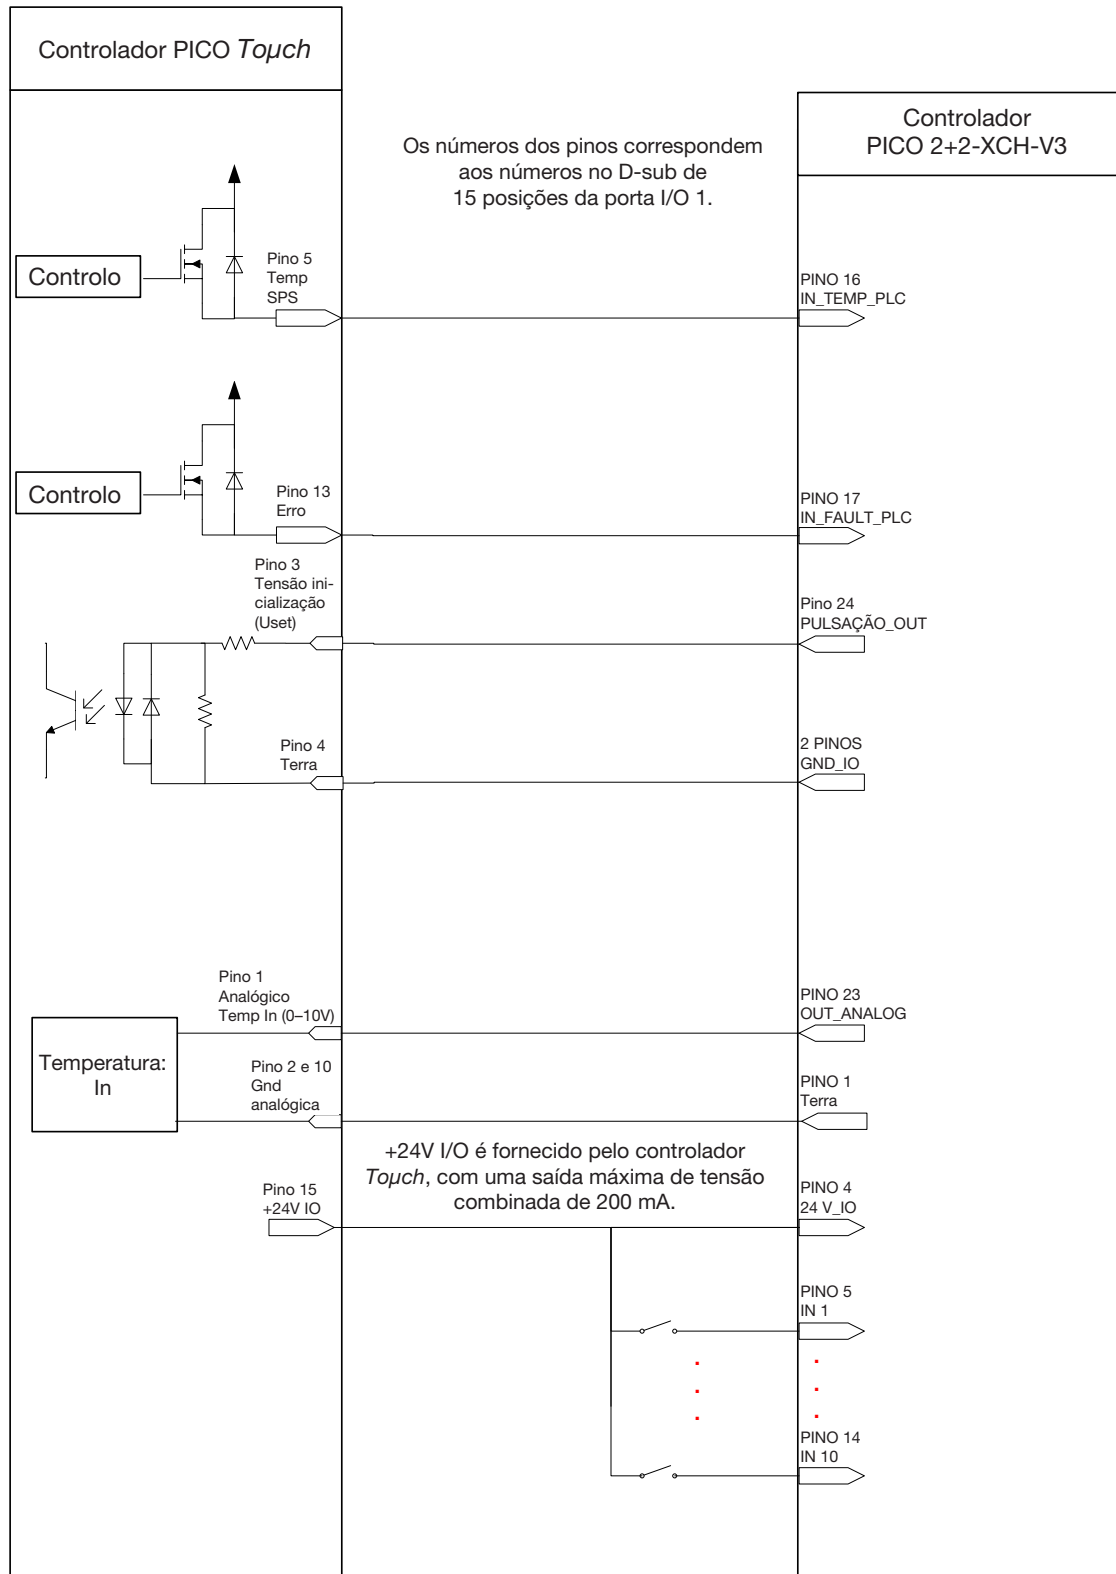 Controlador PICO Toµch
Controlador
PICO 2+2-XCH-V3
Os números dos pinos correspondem
aos números no D-sub de
15 posições da porta I/O 1.
Controlo
Pino 5
Temp
SPS
PINO 16
IN_TEMP_PLC
Controlo
Pino 13
Erro
PINO 17
IN_FAULT_PLC
Pino 3
Tensão ini-
cialização
(Uset)
Pino 24
PULSAÇÃO_OUT
Pino 4
Terra
2 PINOS
GND_IO
Pino 1
Analógico
Temp In (0–10V)
PINO 23
OUT_ANALOG
Temperatura:
In
Pino 2 e 10
Gnd
analógica
PINO 1
Terra
+24V I/O é fornecido pelo controlador
Toµch, com uma saída máxima de tensão
combinada de 200 mA.
Pino 15
+24V IO
PINO 4
24 V_IO
PINO 5
IN 1
PINO 14
IN 10